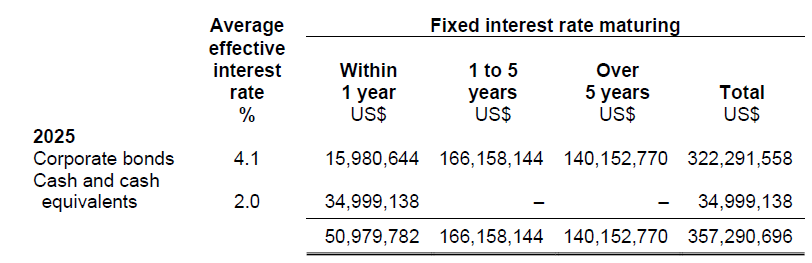 Average Fixed interest rate maturing
effective
interest Within 1 to 5 Over
rate 1 year years 5 years Total
% US$ US$ US$ US$
2025
Corporate bonds 4.1 15,980,644 166,158,144 140,152,770 322,291,558
Cash and cash
equivalents 2.0 34,999,138 – – 34,999,138
50,979,782 166,158,144 140,152,770 357,290,696